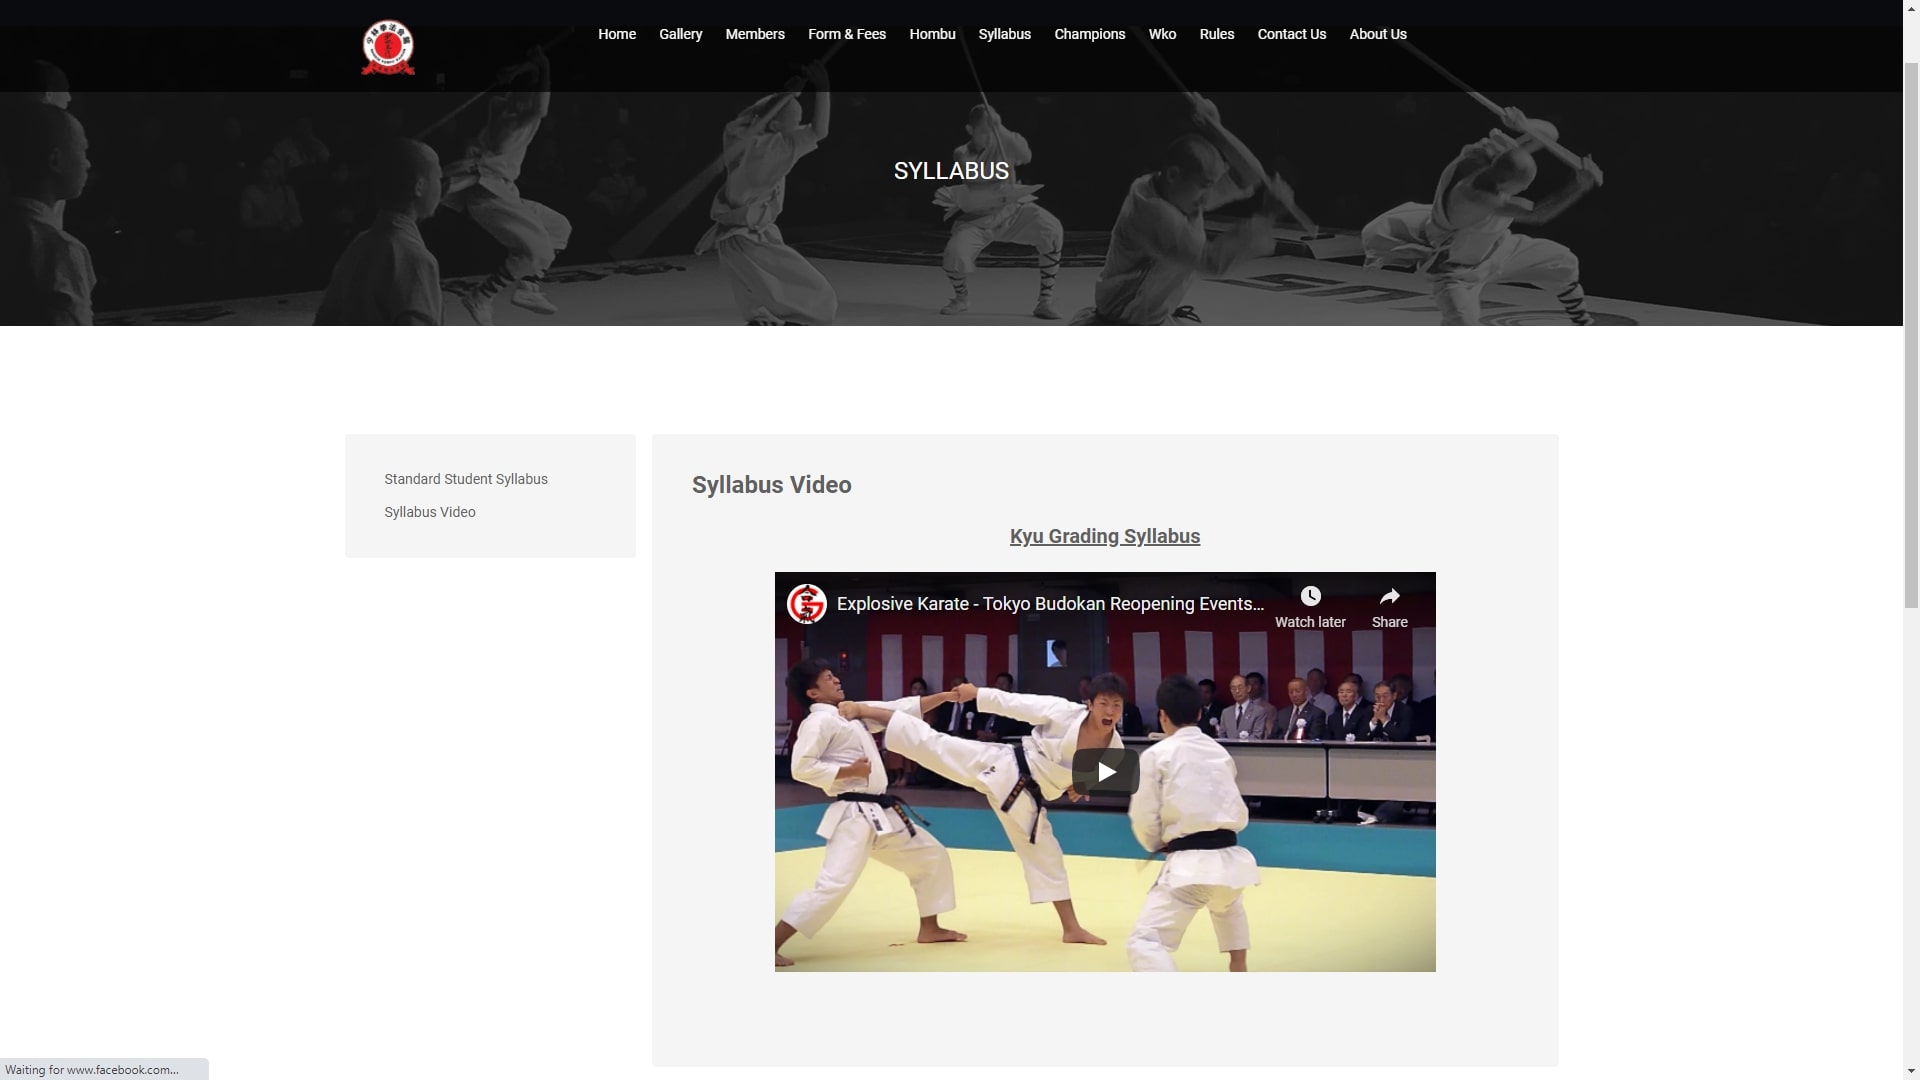 Home Gallery Members Form & Fees Hombu Syllabus Champions Wko Rules Contact Us About Us
SYLLABUS
Standard Student Syllabus
Syllabus Video
Syllabus Video
Kyu Grading Syllabus
Explosive Karate - Tokyo Budokan Reopening Events...
Watch later
Share
Waiting for www.facebook.com...